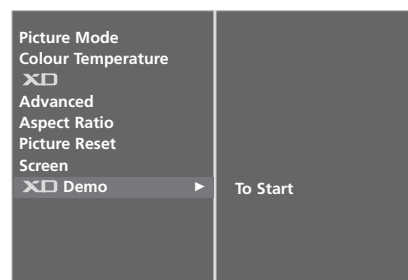 Picture Mode
Colour Temperature
XD
Advanced
Aspect Ratio
Picture Reset
Screen
XD Demo ► To Start